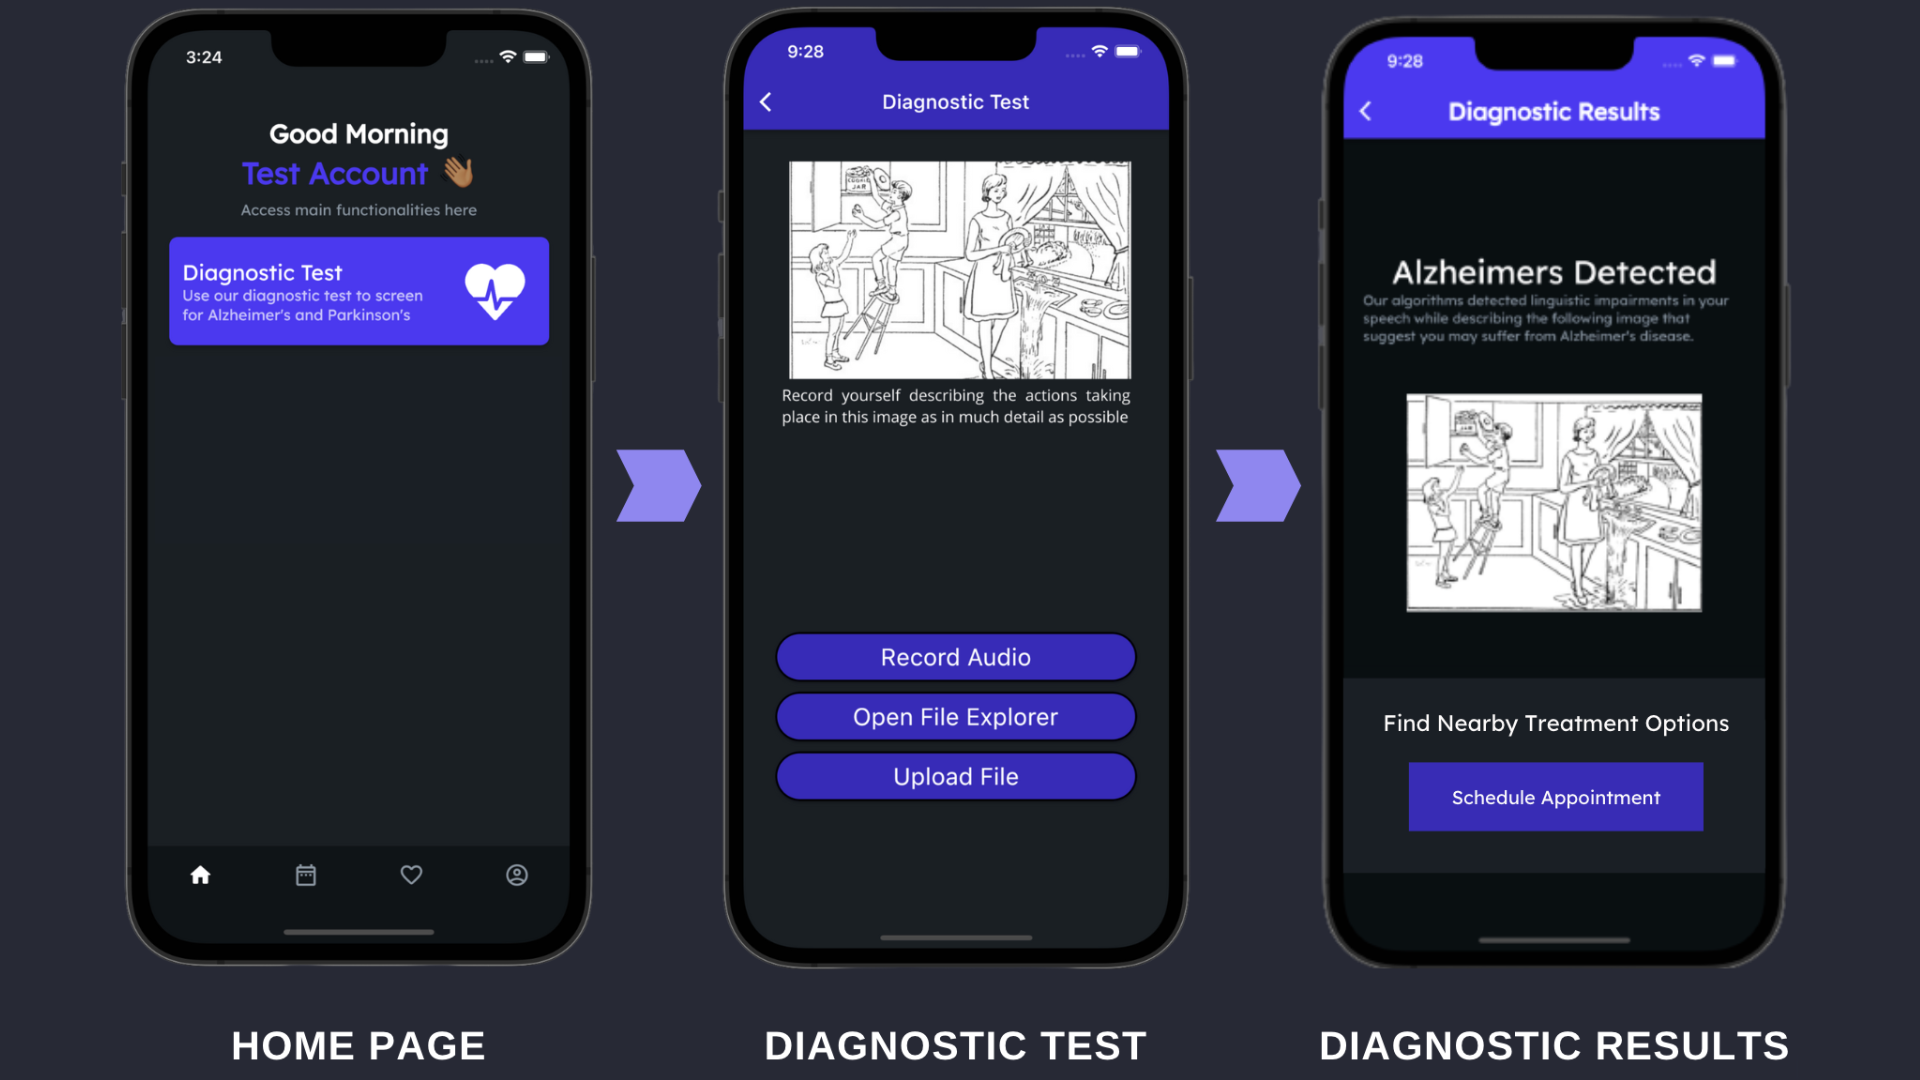 3:24
Good Morning
Test Account 👋🏾
Access main functionalities here
Diagnostic Test
Use our diagnostic test to screen
for Alzheimer's and Parkinson's
HOME PAGE
9:28
Diagnostic Test
COOKIE
JAR
Record yourself describing the actions taking
place in this image as in much detail as possible
Record Audio
Open File Explorer
Upload File
DIAGNOSTIC TEST
9:28
Diagnostic Results
Alzheimers Detected
Our algorithms detected linguistic impairments in your
speech while describing the following image that
suggest you may suffer from Alzheimer's disease.
JAR
Find Nearby Treatment Options
Schedule Appointment
DIAGNOSTIC RESULTS